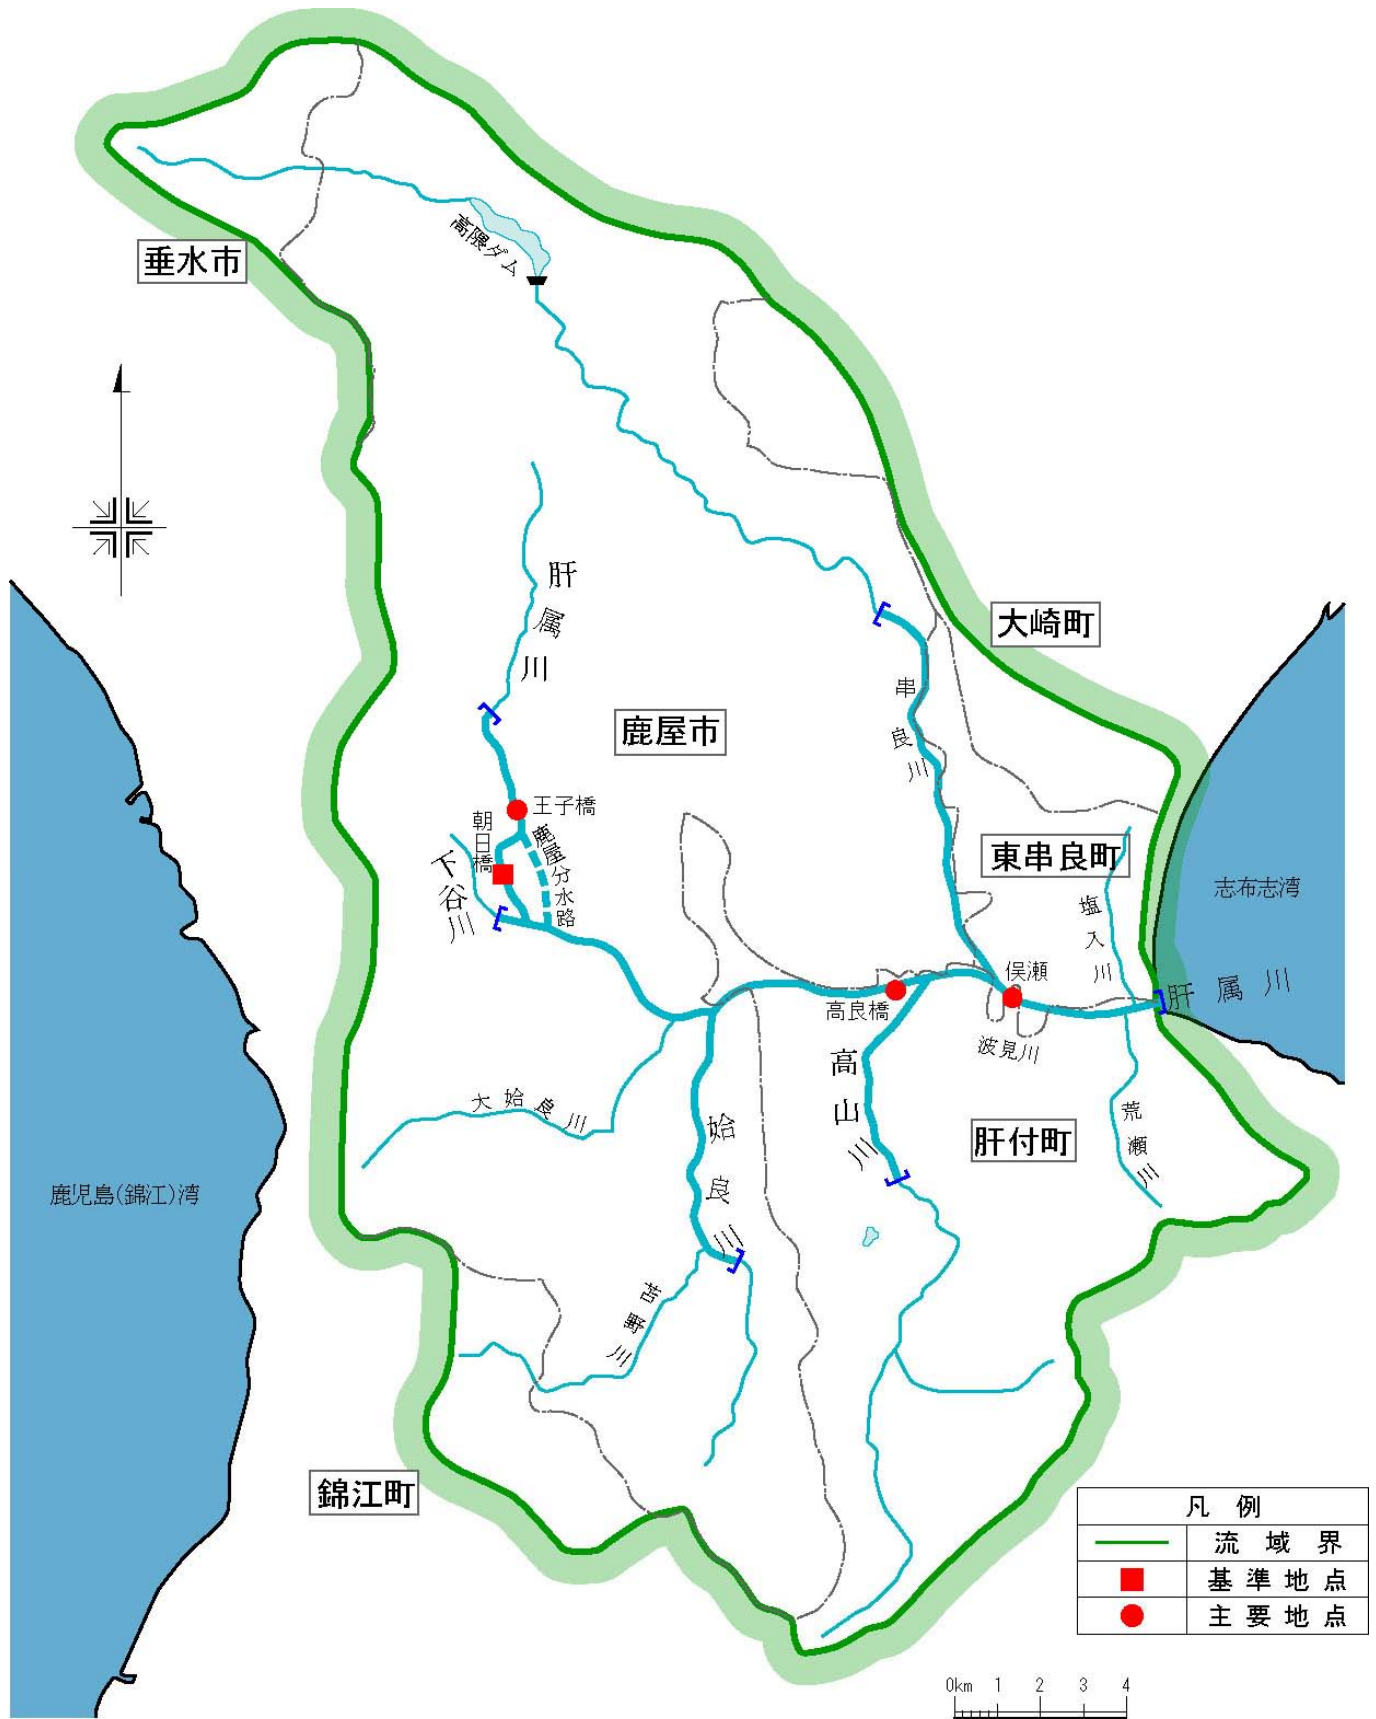 垂水市
高隈ダム
肝属川
大崎町
鹿屋市
串良川
王子橋
朝日橋
鹿屋分水路
下谷川
東串良町
志布志湾
塩入川
俣瀬
肝属川
高良橋
波見川
高山川
大姶良川
姶良川
肝付町
荒瀬川
鹿児島(錦江)湾
苫野川
錦江町
凡例
流域界
基準地点
主要地点
0km 1 2 3 4